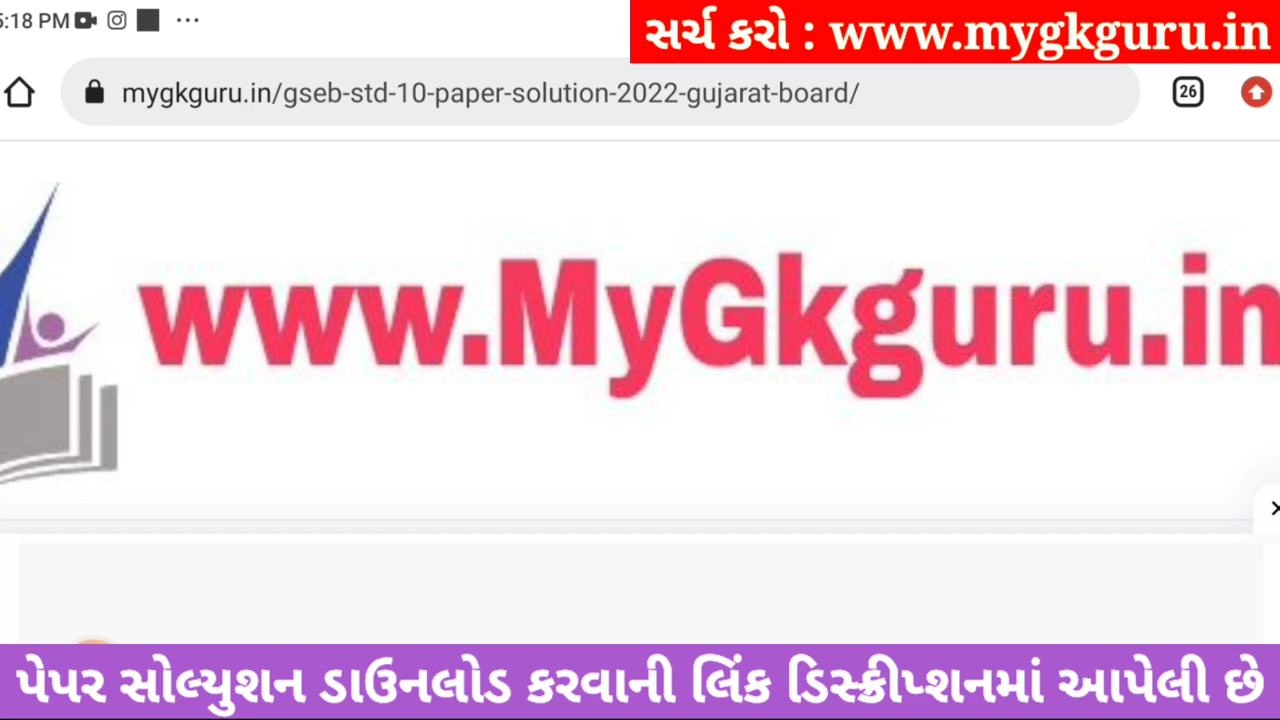 5:18 PM
સર્ચ કરો : www.mygkguru.in
mygkguru.in/gseb-std-10-paper-solution-2022-gujarat-board/
26
www.MyGkguru.in
પેપર સોલ્યુશન ડાઉનલોડ કરવાની લિંક ડિસ્ક્રીપ્શનમાં આપેલી છે